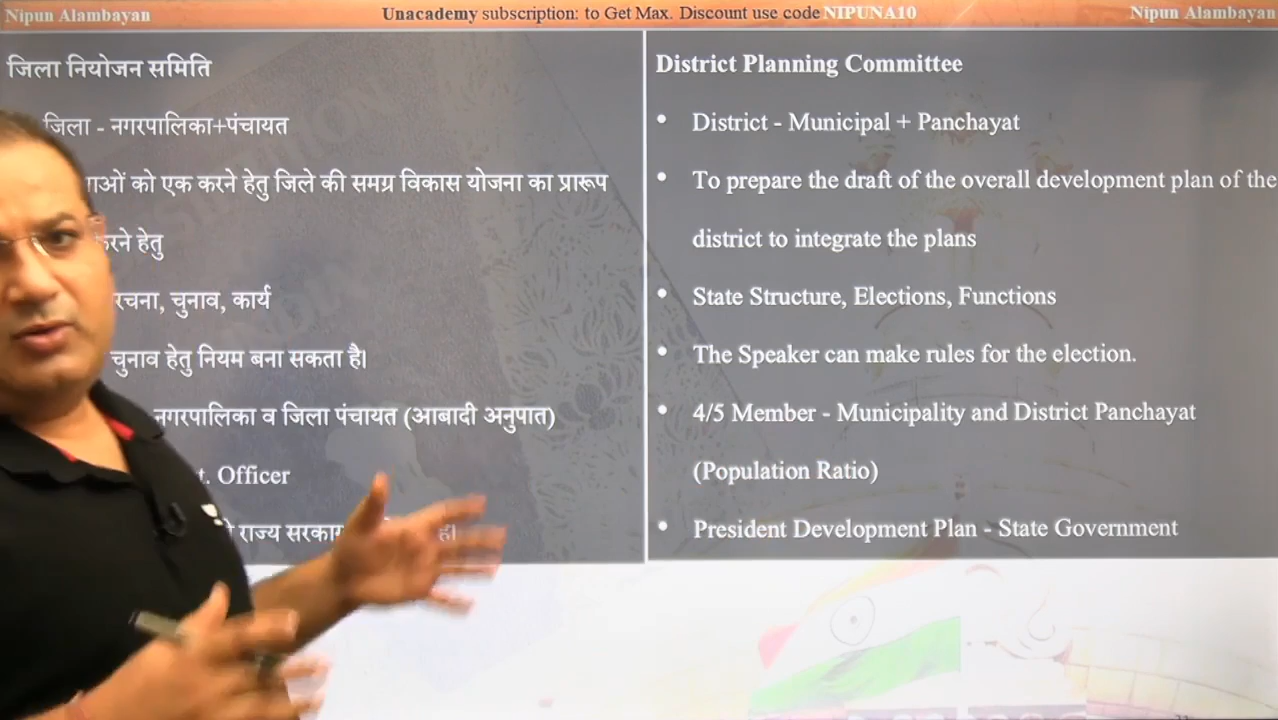 Nipun Alambayan
Unacademy subscription: to Get Max. Discount use code NIPUNA10
Nipun Alambayan
जिला नियोजन समिति
जिला - नगरपालिका+पंचायत
को एक करने हेतु जिले की समग्र विकास योजना का प्रारूप
हेतु
चुनाव, कार्य
चुनाव हेतु नियम बना सकता है।
नगरपालिका व जिला पंचायत (आबादी अनुपात)
t. Officer
राज्य
District Planning Committee
• District - Municipal + Panchayat
• To prepare the draft of the overall development plan of the
district to integrate the plans
• State Structure, Elections, Functions
• The Speaker can make rules for the election.
• 4/5 Member - Municipality and District Panchayat
(Population Ratio)
• President Development Plan - State Government